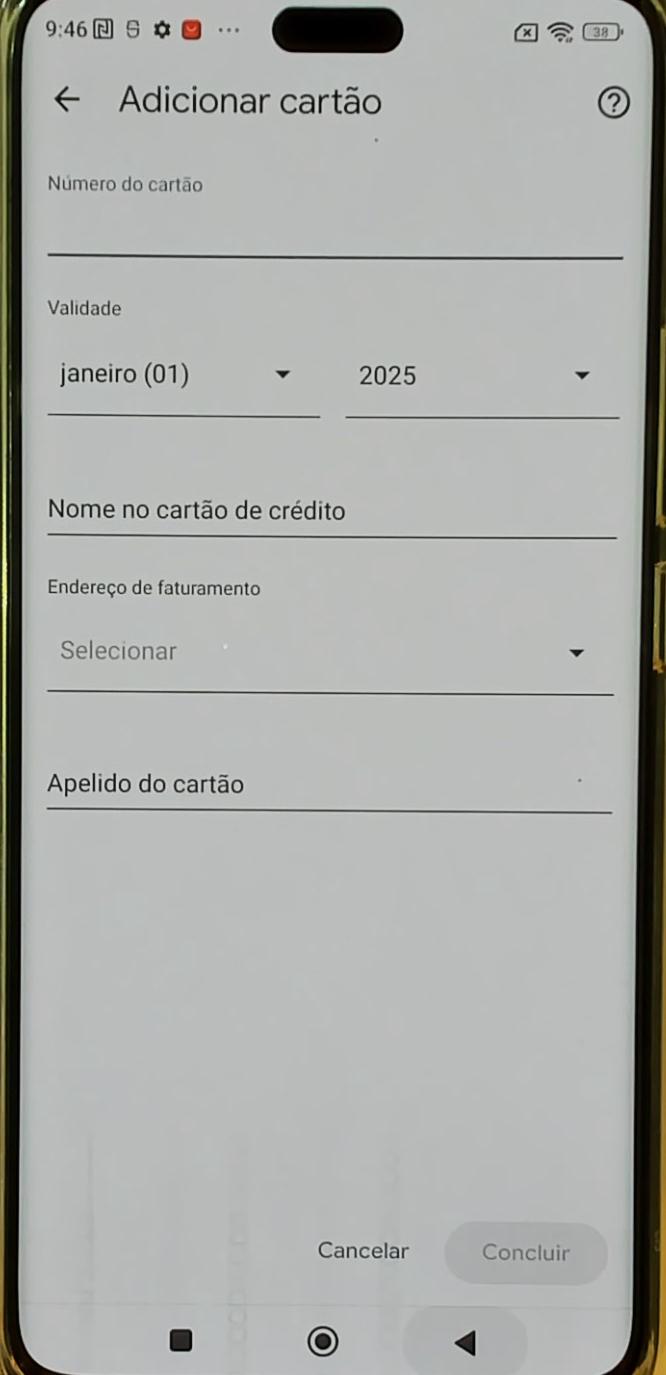 9:46
38
Adicionar cartão
Número do cartão
Validade
janeiro (01) 2025
Nome no cartão de crédito
Endereço de faturamento
Selecionar
Apelido do cartão
Cancelar Concluir